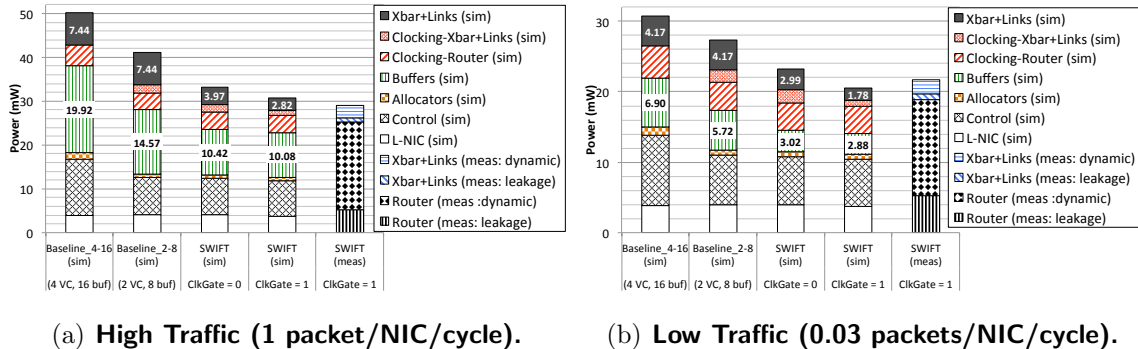 50
40
30
20
10
0
Power (mW)
7.44
19.92
7.44
14.57
3.97
10.42
2.82
10.08
Baseline_4-16 (sim)
(4 VC, 16 buf)
Baseline_2-8 (sim)
(2 VC, 8 buf)
SWIFT (sim)
ClkGate = 0
SWIFT (sim)
ClkGate = 1
SWIFT (meas)
ClkGate = 1
Xbar+Links (sim)
Clocking-Xbar+Links (sim)
Clocking-Router (sim)
Buffers (sim)
Allocators (sim)
Control (sim)
L-NIC (sim)
Xbar+Links (meas: dynamic)
Xbar+Links (meas: leakage)
Router (meas :dynamic)
Router (meas: leakage)
(a) High Traffic (1 packet/NIC/cycle).
30
20
10
0
Power (mW)
4.17
6.90
4.17
5.72
2.99
3.02
1.78
2.88
Baseline_4-16 (sim)
(4 VC, 16 buf)
Baseline_2-8 (sim)
(2 VC, 8 buf)
SWIFT (sim)
ClkGate = 0
SWIFT (sim)
ClkGate = 1
SWIFT (meas)
ClkGate = 1
Xbar+Links (sim)
Clocking-Xbar+Links (sim)
Clocking-Router (sim)
Buffers (sim)
Allocators (sim)
Control (sim)
L-NIC (sim)
Xbar+Links (meas: dynamic)
Xbar+Links (meas: leakage)
Router (meas :dynamic)
Router (meas: leakage)
(b) Low Traffic (0.03 packets/NIC/cycle).